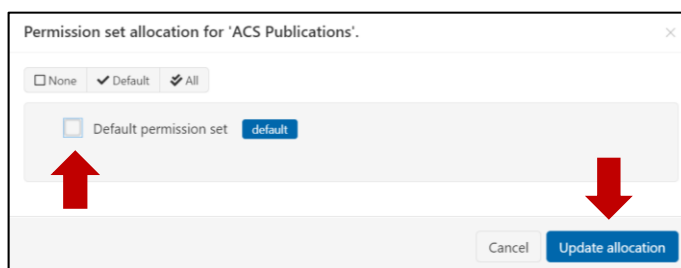 Permission set allocation for 'ACS Publications'.
None Default All
Default permission set default
Cancel Update allocation